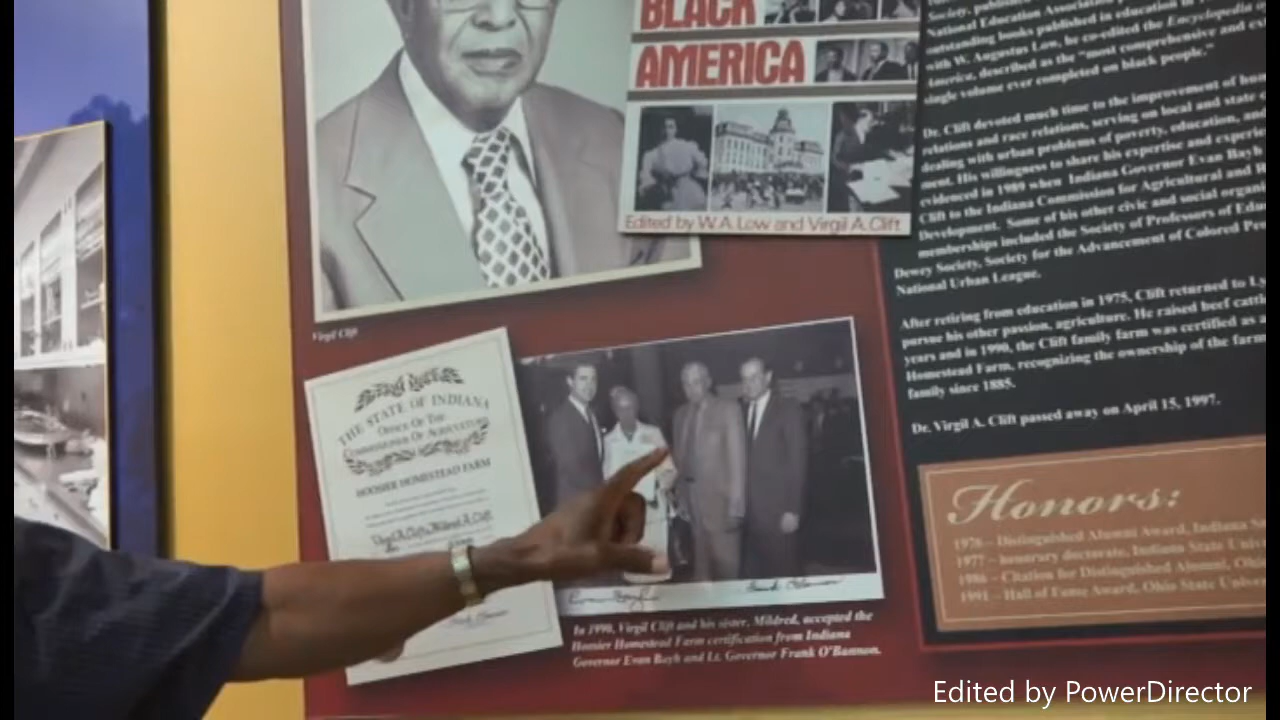 BLACK
AMERICA
Edited by W.A. Low and Virgil A. Clift
Virgil Clift
THE STATE OF INDIANA
OFFICE OF THE
COMMISSIONER OF AGRICULTURE
HOOSIER HOMESTEAD FARM
In 1990, Virgil Clift and his sister, Mildred, accepted the
Hoosier Homestead Farm certification from Indiana
Governor Evan Bayh and Lt. Governor Frank O'Bannon.
Society, published
National Education Association
outstanding books published in education in
with W. Augustus Low, he co-edited the Encyclopedia of
America, described as the "most comprehensive and
single volume ever completed on black people."
Dr. Clift devoted much time to the improvement of
relations and race relations, serving on local and state
dealing with urban problems of poverty, education, and
ment. His willingness to share his expertise and
evidenced in 1989 when Indiana Governor Evan Bayh
Clift to the Indiana Commission for Agricultural and
Development. Some of his other civic and social
memberships included the Society of Professors of
Dewey Society, Society for the Advancement of Colored
National Urban League.
After retiring from education in 1975, Clift returned to
pursue his other passion, agriculture. He raised beef
years and in 1990, the Clift family farm was certified as a
Homestead Farm, recognizing the ownership of the farm
family since 1885.
Dr. Virgil A. Clift passed away on April 15, 1997.
Honors:
1976 – Distinguished Alumni Award, Indiana
1977 – honorary doctorate, Indiana State
1986 – Citation for Distinguished Alumni,
1991 – Hall of Fame Award, Ohio State
Edited by PowerDirector